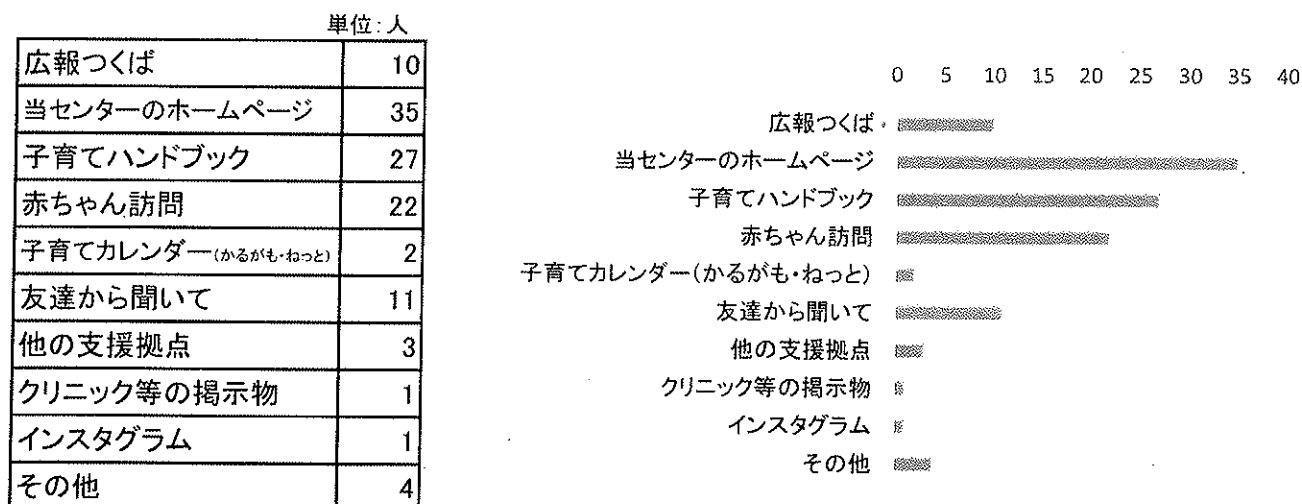 単位:人
広報つくば 10
当センターのホームページ 35
子育てハンドブック 27
赤ちゃん訪問 22
子育てカレンダー(かるがも・ねっと) 2
友達から聞いて 11
他の支援拠点 3
クリニック等の掲示物 1
インスタグラム 1
その他 4
0 5 10 15 20 25 30 35 40
広報つくば
当センターのホームページ
子育てハンドブック
赤ちゃん訪問
子育てカレンダー(かるがも・ねっと)
友達から聞いて
他の支援拠点
クリニック等の掲示物
インスタグラム
その他